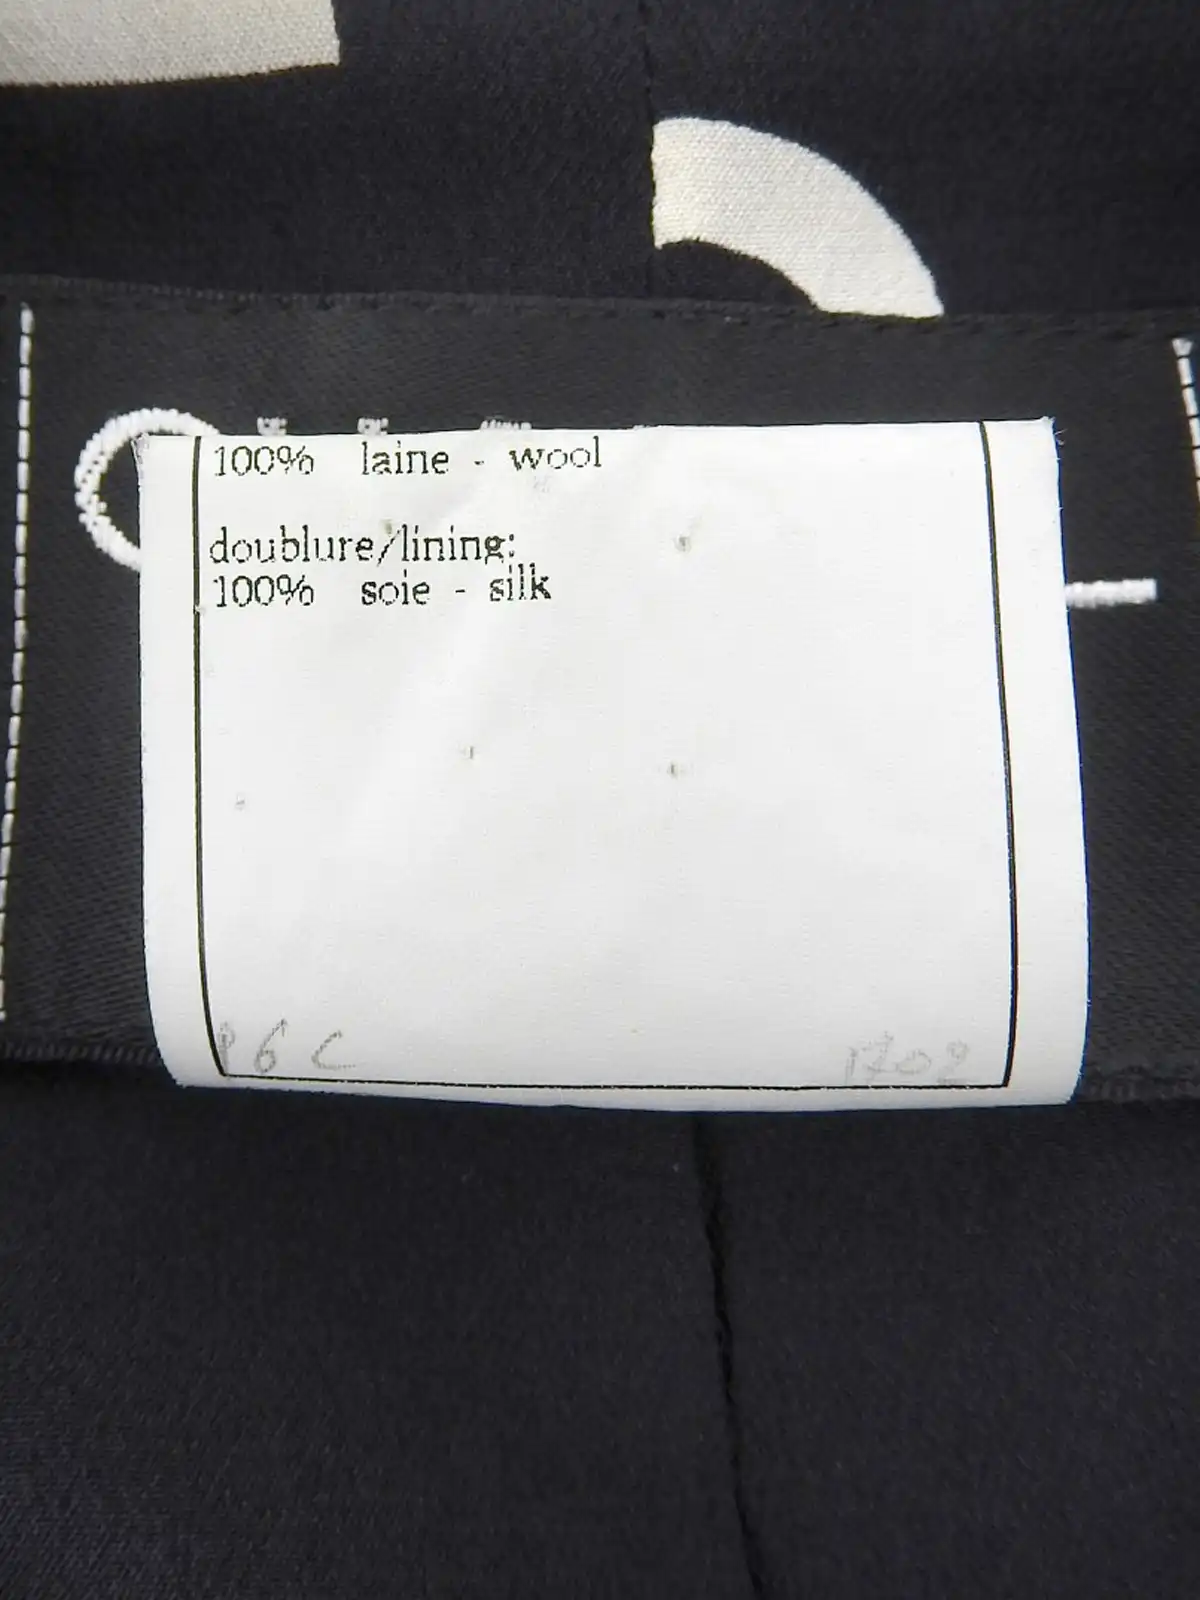 100% laine - wool
doublure/lining:
100% soie - silk
96C 1702